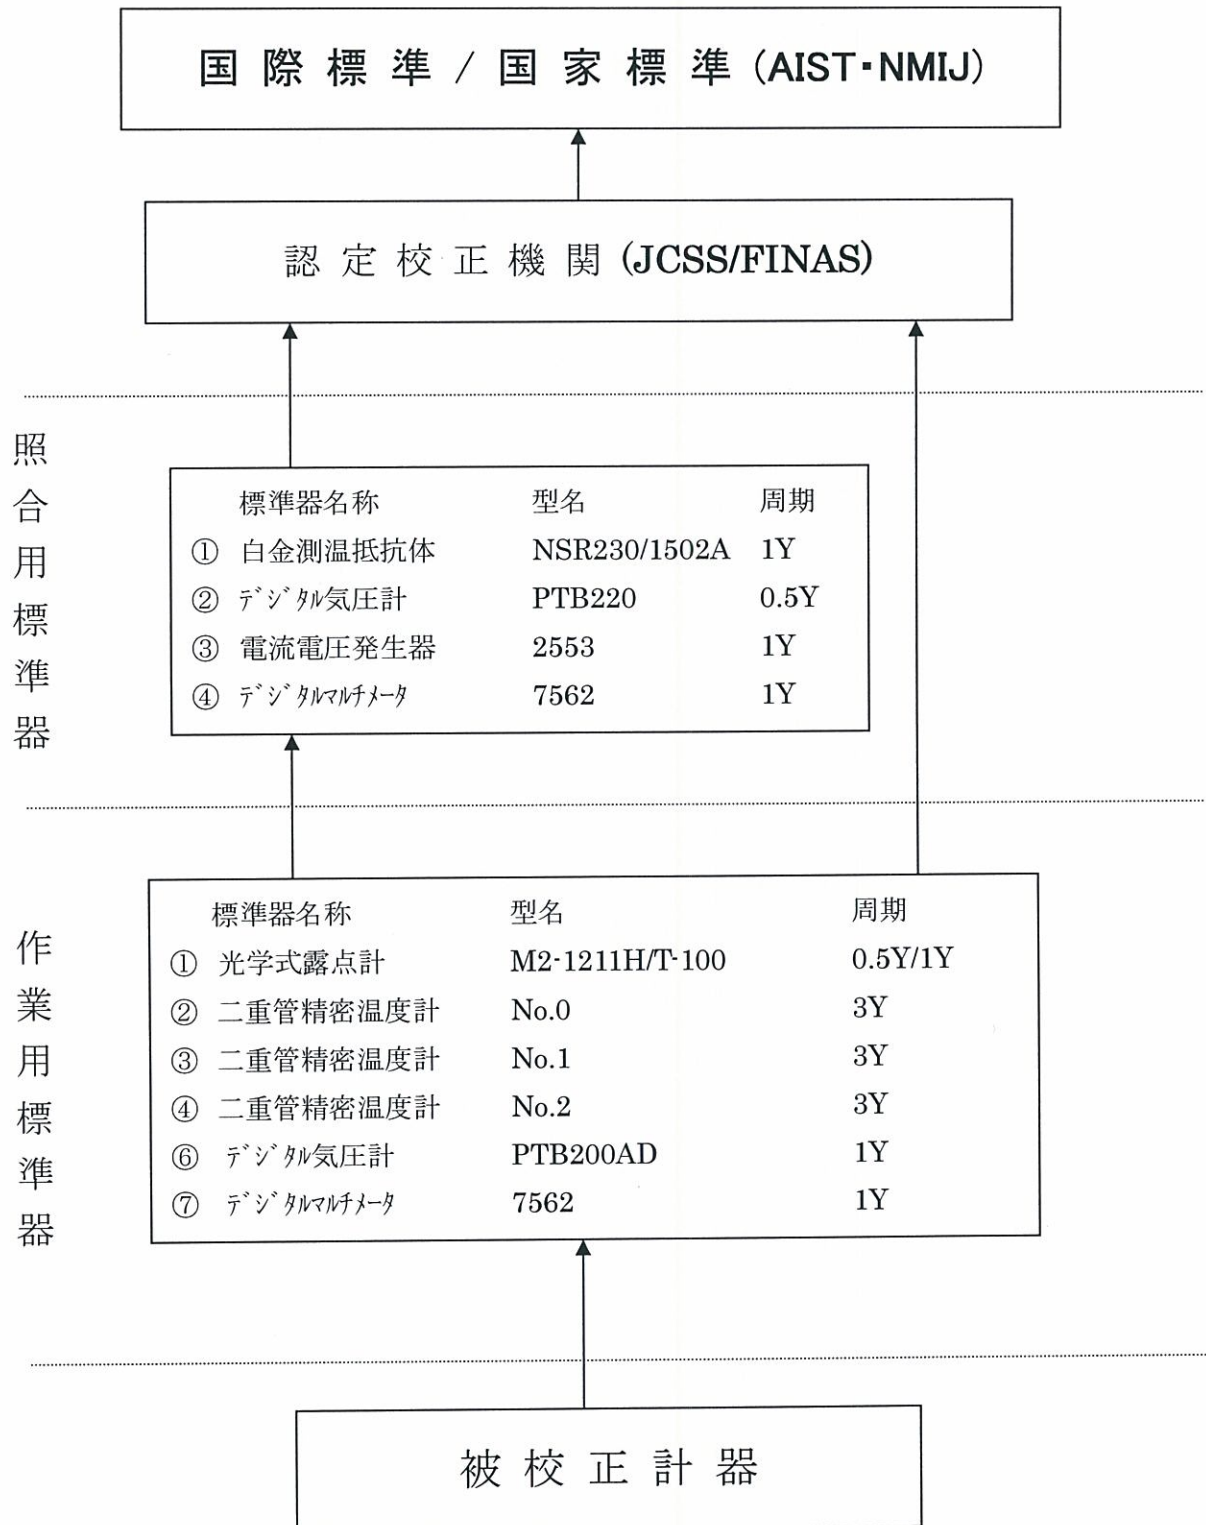 国際標準/国家標準(AIST・NMIJ)
認定校正機関(JCSS/FINAS)
照合用標準器
標準器名称 型名 周期
① 白金測温抵抗体 NSR230/1502A 1Y
② ﾃﾞｼﾞﾀﾙ気圧計 PTB220 0.5Y
③ 電流電圧発生器 2553 1Y
④ ﾃﾞｼﾞﾀﾙﾏﾙﾁﾒｰﾀ 7562 1Y
作業用標準器
標準器名称 型名 周期
① 光学式露点計 M2-1211H/T-100 0.5Y/1Y
② 二重管精密温度計 No.0 3Y
③ 二重管精密温度計 No.1 3Y
④ 二重管精密温度計 No.2 3Y
⑥ ﾃﾞｼﾞﾀﾙ気圧計 PTB200AD 1Y
⑦ ﾃﾞｼﾞﾀﾙﾏﾙﾁﾒｰﾀ 7562 1Y
被校正計器